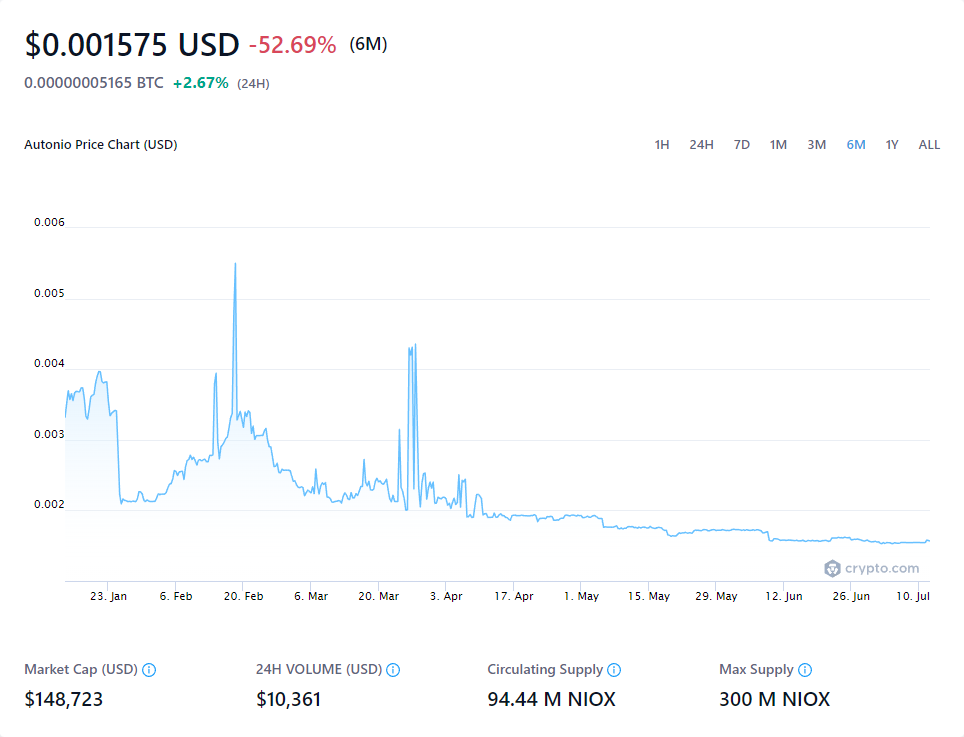 $0.001575 USD -52.69% (6M)
0.00000005165 BTC +2.67% (24H)
Autonio Price Chart (USD) 1H 24H 7D 1M 3M 6M 1Y ALL
0.006
0.005
0.004
0.003
0.002
crypto.com
23. Jan 6. Feb 20. Feb 6. Mar 20. Mar 3. Apr 17. Apr 1. May 15. May 29. May 12. Jun 26. Jun 10. Jul
Market Cap (USD) 24H VOLUME (USD) Circulating Supply Max Supply
$148,723 $10,361 94.44 M NIOX 300 M NIOX